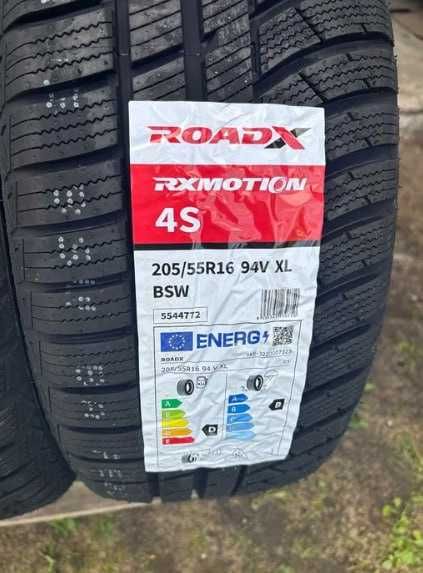 ROADX
RXMOTION
4S
205/55R16 94V XL
BSW
5544772
ENERG
ROADX
205/55R16 94 V XL
A
D
A
B